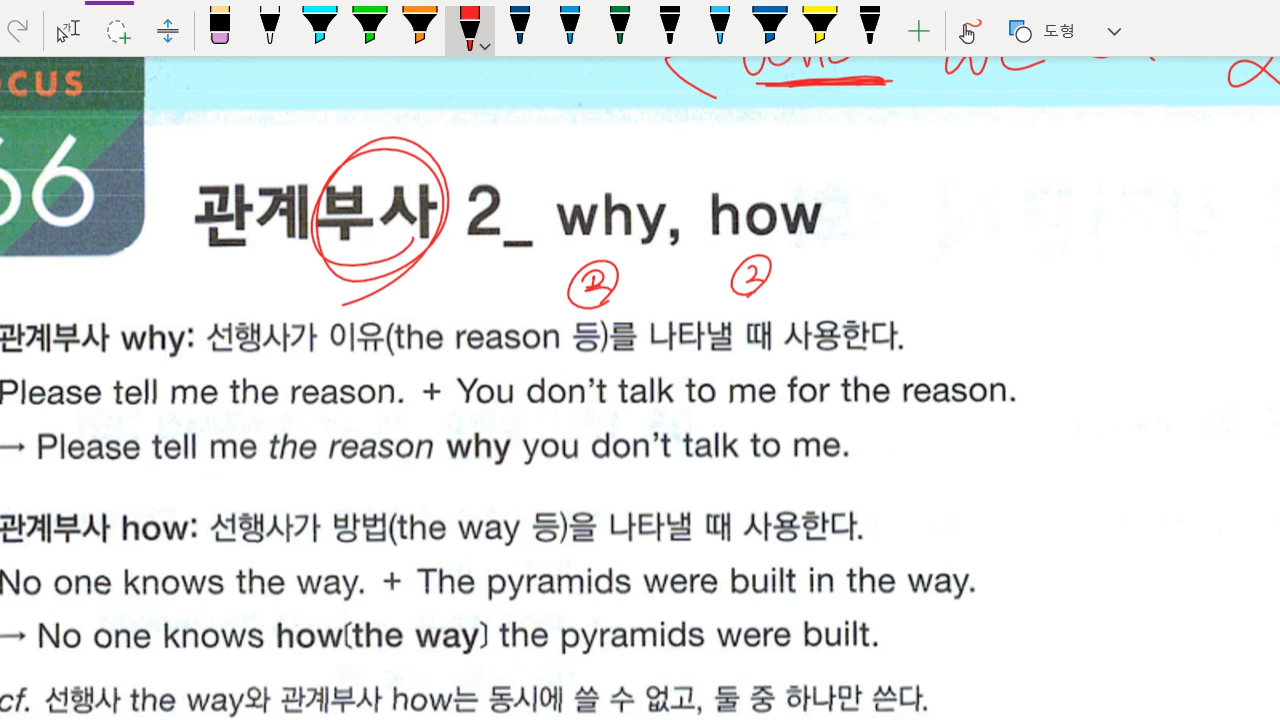 도형
CUS
66
관계부사 2_ why, how
② ②
관계부사 why: 선행사가 이유(the reason 등)를 나타낼 때 사용한다.
Please tell me the reason. + You don't talk to me for the reason.
→ Please tell me the reason why you don't talk to me.
관계부사 how: 선행사가 방법(the way 등)을 나타낼 때 사용한다.
No one knows the way. + The pyramids were built in the way.
→ No one knows how(the way) the pyramids were built.
cf. 선행사 the way와 관계부사 how는 동시에 쓸 수 없고, 둘 중 하나만 쓴다.